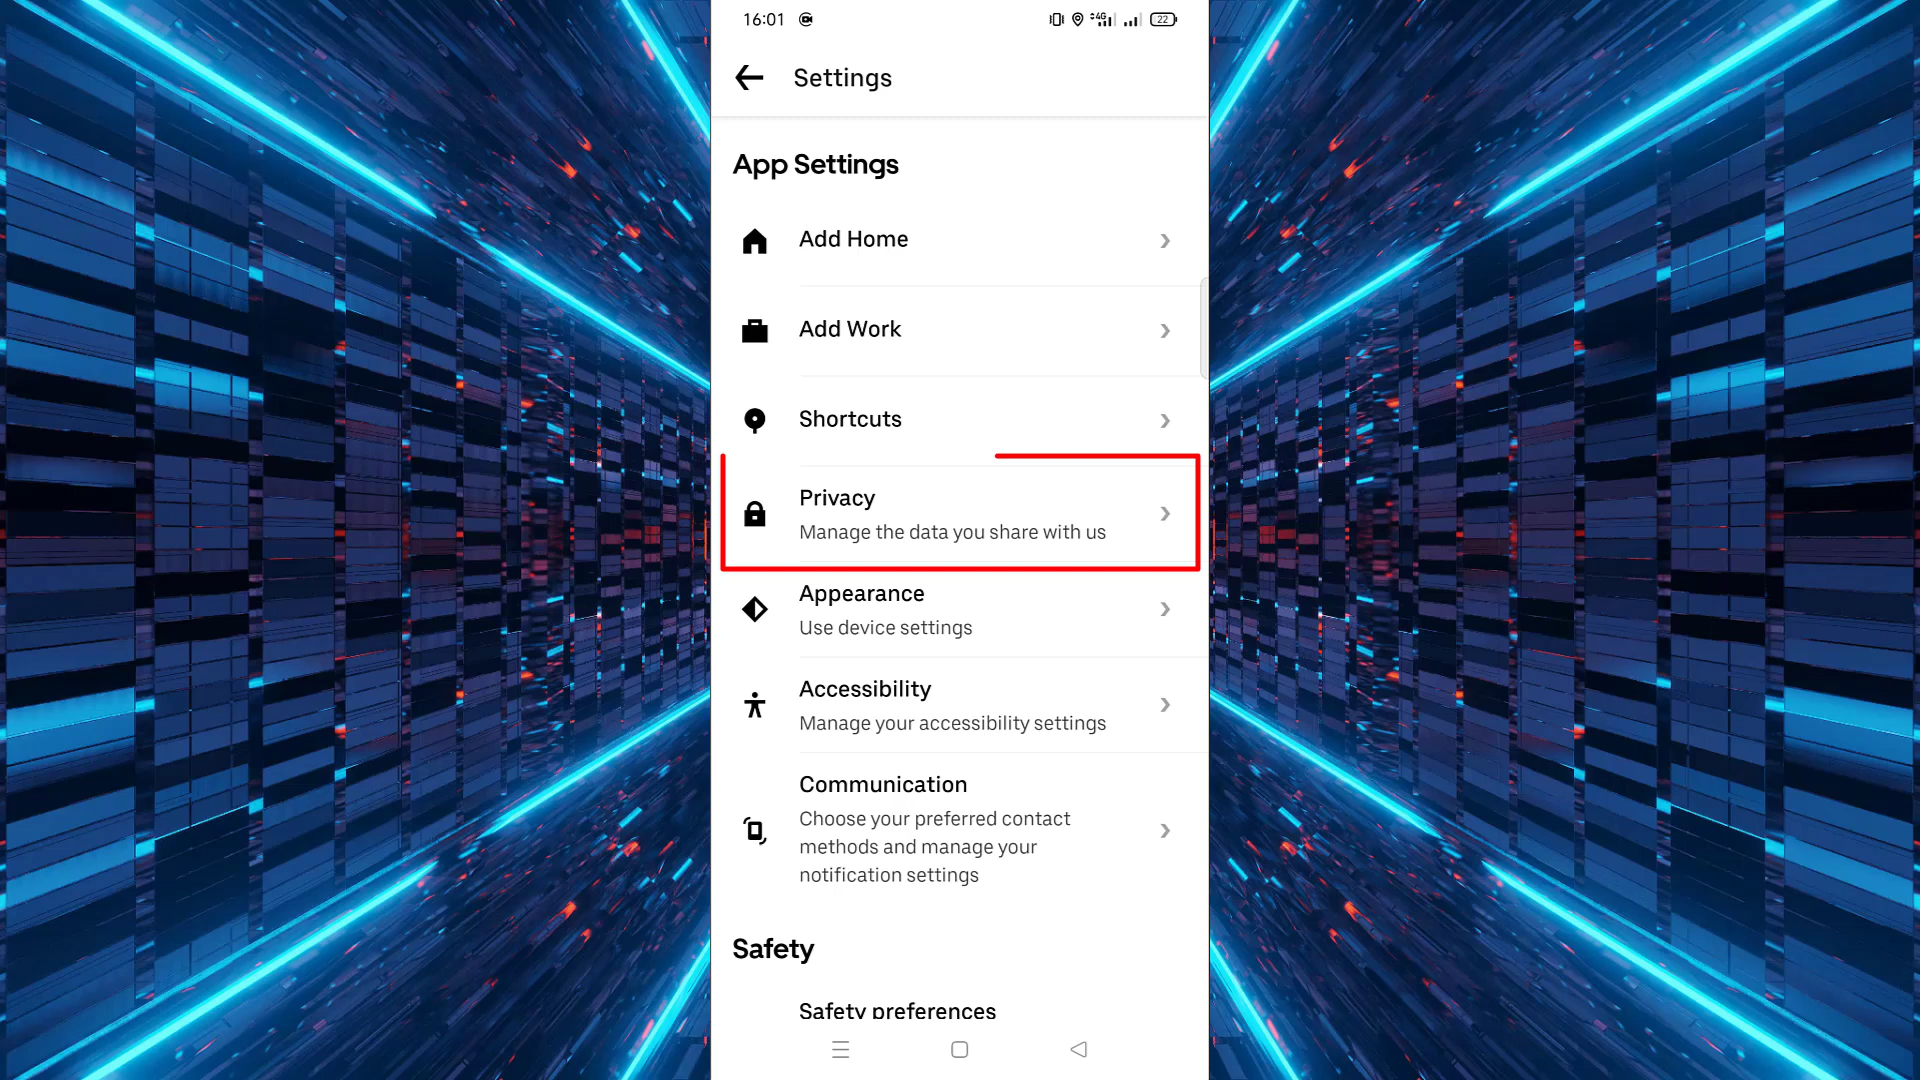 16:01
4G
22
Settings
App Settings
Add Home
Add Work
Shortcuts
Privacy
Manage the data you share with us
Appearance
Use device settings
Accessibility
Manage your accessibility settings
Communication
Choose your preferred contact
methods and manage your
notification settings
Safety
Safety preferences